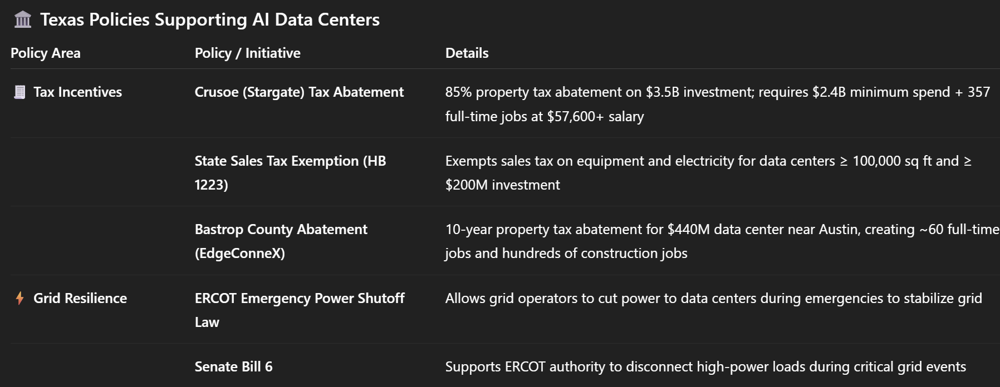 Texas Policies Supporting AI Data Centers
Policy Area Policy / Initiative Details
Tax Incentives Crusoe (Stargate) Tax Abatement 85% property tax abatement on $3.5B investment; requires $2.4B minimum spend + 357
full-time jobs at $57,600+ salary
State Sales Tax Exemption (HB Exempts sales tax on equipment and electricity for data centers ≥ 100,000 sq ft and ≥
1223) $200M investment
Bastrop County Abatement 10-year property tax abatement for $440M data center near Austin, creating ~60 full-time
(EdgeConneX) jobs and hundreds of construction jobs
Grid Resilience ERCOT Emergency Power Shutoff Allows grid operators to cut power to data centers during emergencies to stabilize grid
Law
Senate Bill 6 Supports ERCOT authority to disconnect high-power loads during critical grid events